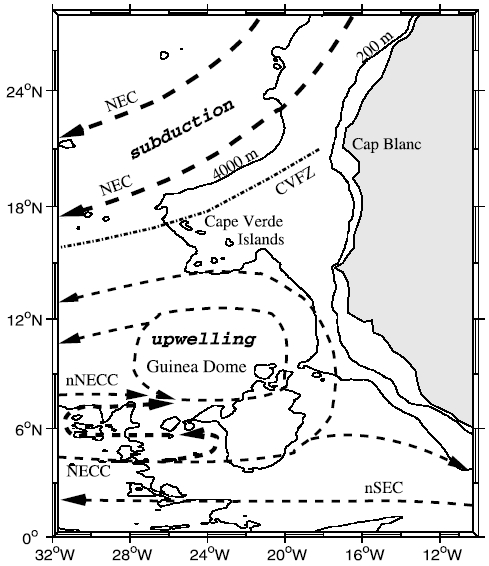 200 m
24°N
NEC
subduction
Cap Blanc
4000 m
NEC
CVFZ
18°N
Cape Verde
Islands
12°N
upwelling
Guinea Dome
nNECC
6°N
NECC
nSEC
0°
32°W 28°W 24°W 20°W 16°W 12°W